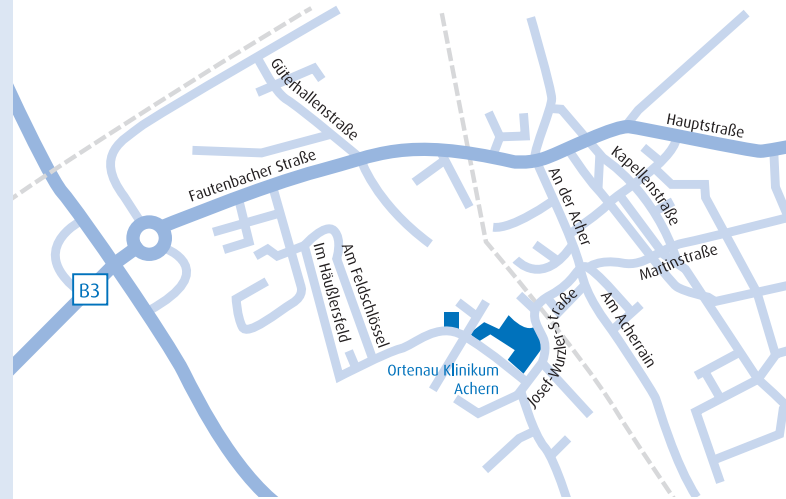 Güterhallenstraße
Hauptstraße
Fautenbacher Straße
Kapellenstraße
An der Acher
Martinstraße
Im Häußlersfeld
Am Feldschlössel
B3
Josef-Wurzler-Straße
Am Acherrain
Ortenau Klinikum
Achern